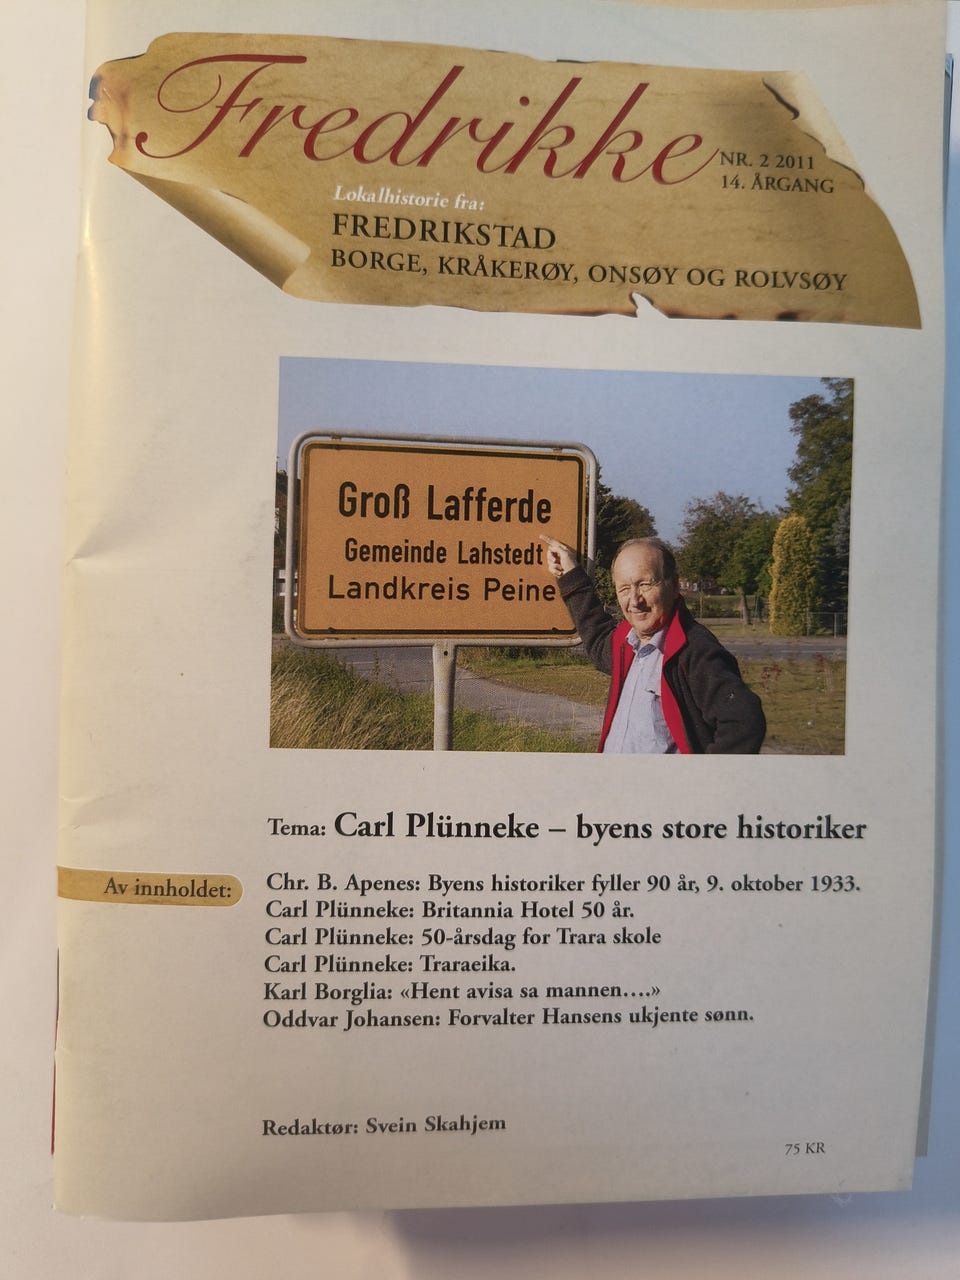 Fredrikke
NR. 2 2011
14. ÅRGANG
Lokalhistorie fra:
FREDRIKSTAD
BORGE, KRÅKERØY, ONSØY OG ROLVSØY
Groß Lafferde
Gemeinde Lahstedt
Landkreis Peine
Tema: Carl Plünneke – byens store historiker
Av innholdet:
Chr. B. Apenes: Byens historiker fyller 90 år, 9. oktober 1933.
Carl Plünneke: Britannia Hotel 50 år.
Carl Plünneke: 50-årsdag for Trara skole
Carl Plünneke: Traraeika.
Karl Borglia: «Hent avisa sa mannen….»
Oddvar Johansen: Forvalter Hansens ukjente sønn.
Redaktør: Svein Skahjem
75 KR